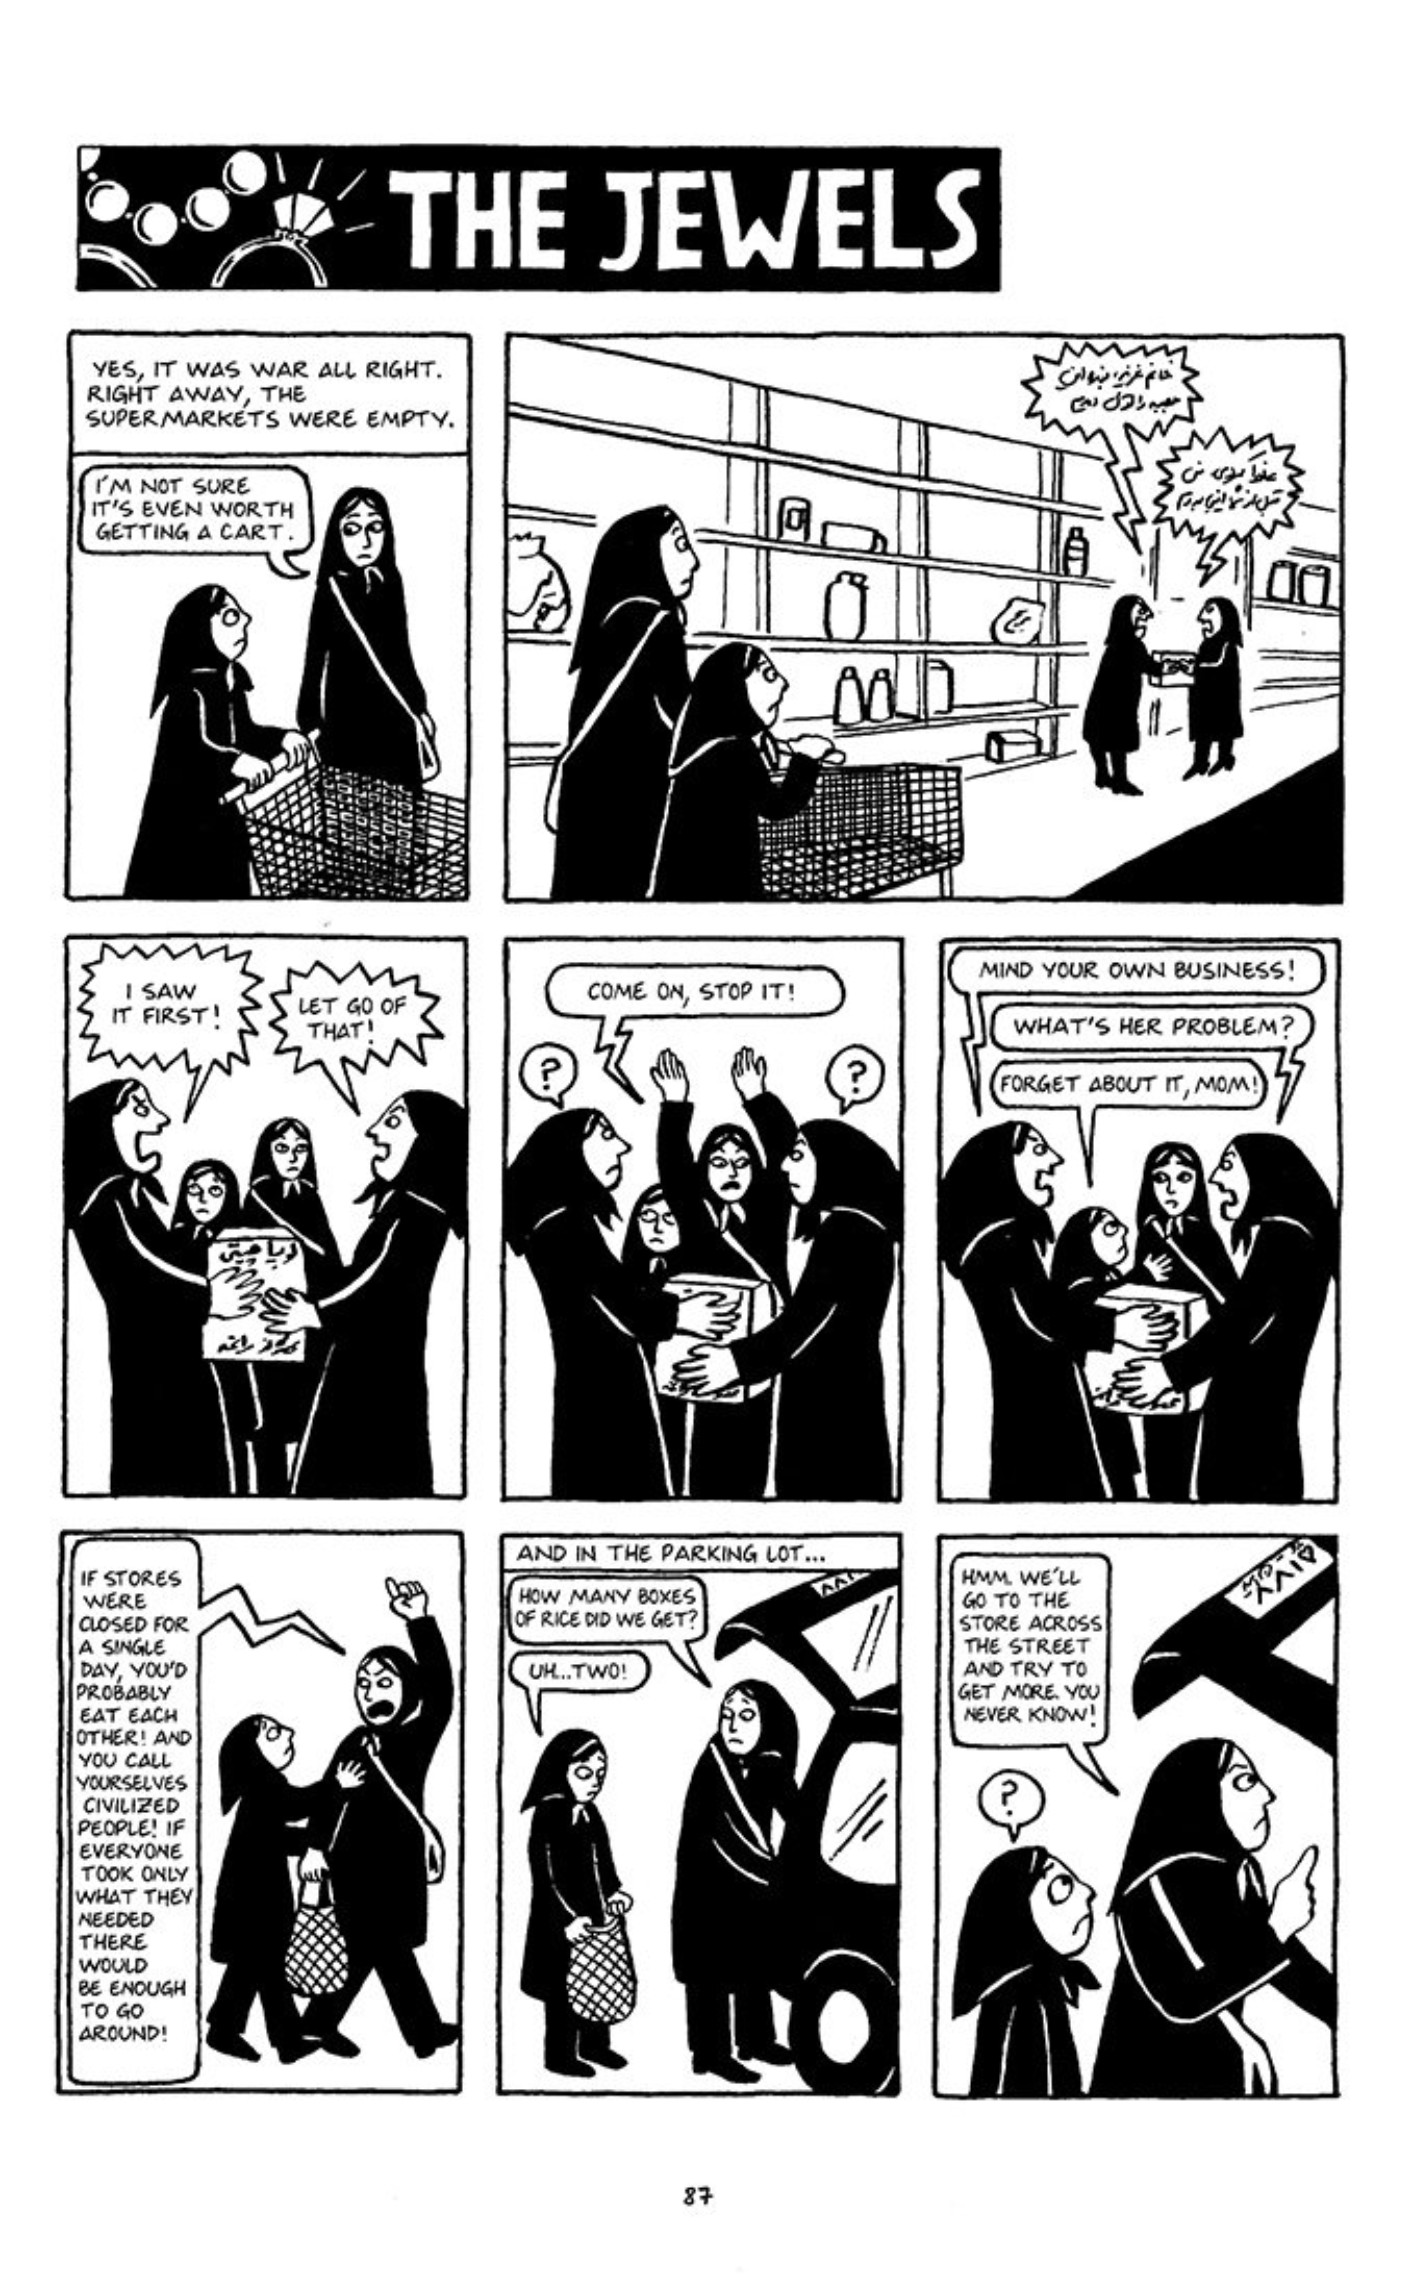 THE JEWELS
YES, IT WAS WAR ALL RIGHT.
RIGHT AWAY, THE
SUPERMARKETS WERE EMPTY.
I'M NOT SURE
IT'S EVEN WORTH
GETTING A CART.
I SAW
IT FIRST!
LET GO OF
THAT!
COME ON, STOP IT!
?
?
MIND YOUR OWN BUSINESS!
WHAT'S HER PROBLEM?
FORGET ABOUT IT, MOM!
IF STORES
WERE
CLOSED FOR
A SINGLE
DAY, YOU'D
PROBABLY
EAT EACH
OTHER! AND
YOU CALL
YOURSELVES
CIVILIZED
PEOPLE! IF
EVERYONE
TOOK ONLY
WHAT THEY
NEEDED
THERE
WOULD
BE ENOUGH
TO GO
AROUND!
AND IN THE PARKING LOT...
HOW MANY BOXES
OF RICE DID WE GET?
UH...TWO!
HMM. WE'LL
GO TO THE
STORE ACROSS
THE STREET
AND TRY TO
GET MORE. YOU
NEVER KNOW!
?
87